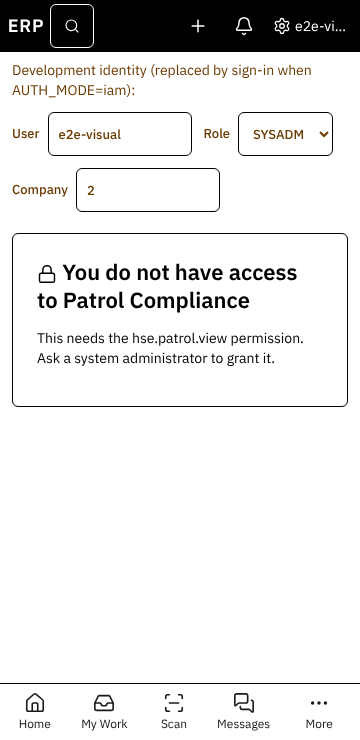 ERP
e2e-vi...
Development identity (replaced by sign-in when
AUTH_MODE=iam):
User e2e-visual Role SYSADM
Company 2
You do not have access
to Patrol Compliance
This needs the hse.patrol.view permission.
Ask a system administrator to grant it.
Home My Work Scan Messages More